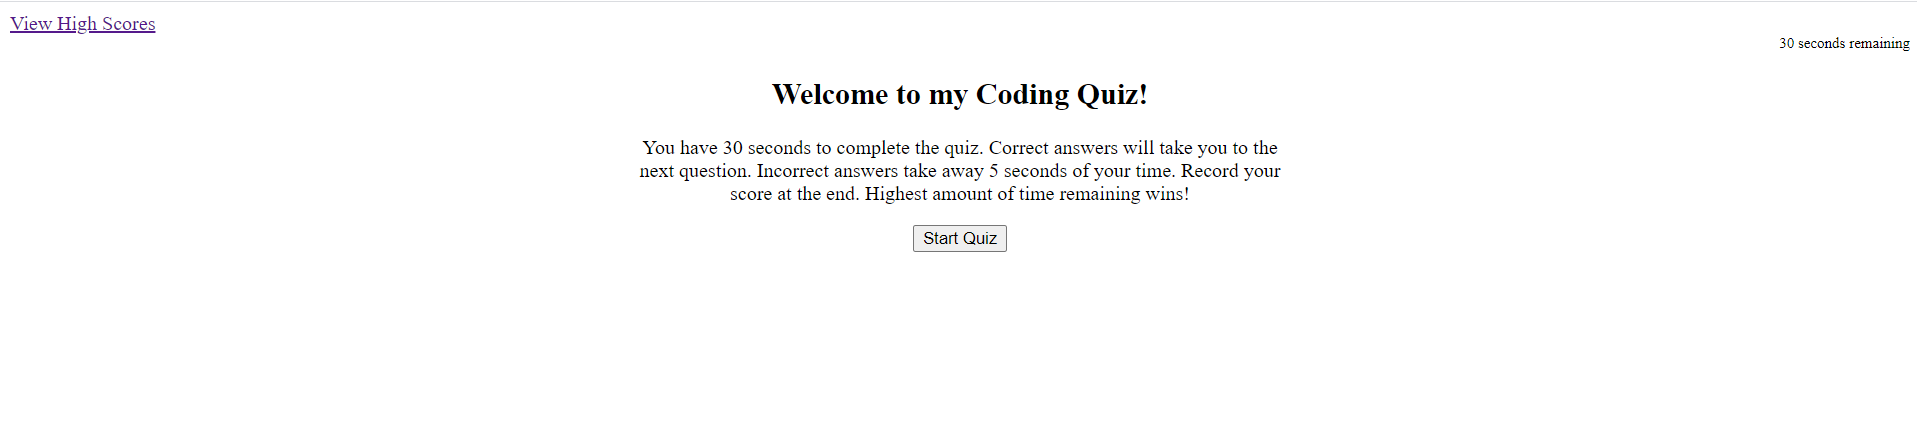 View High Scores
30 seconds remaining
Welcome to my Coding Quiz!
You have 30 seconds to complete the quiz. Correct answers will take you to the
next question. Incorrect answers take away 5 seconds of your time. Record your
score at the end. Highest amount of time remaining wins!
Start Quiz